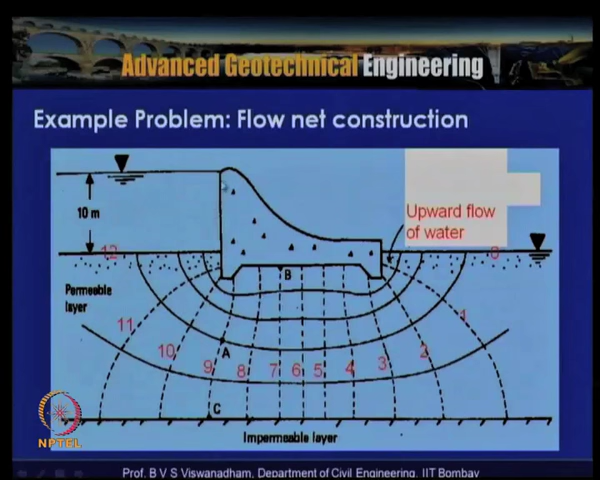 Advanced Geotechnical Engineering
Example Problem: Flow net construction
10 m
Upward flow
of water
B
12
0
Permeable
layer
11
10
9
8
7
6
5
4
3
2
1
A
C
NPTEL
Impermeable layer
Prof. B V S Viswanadham, Department of Civil Engineering, IIT Bombay